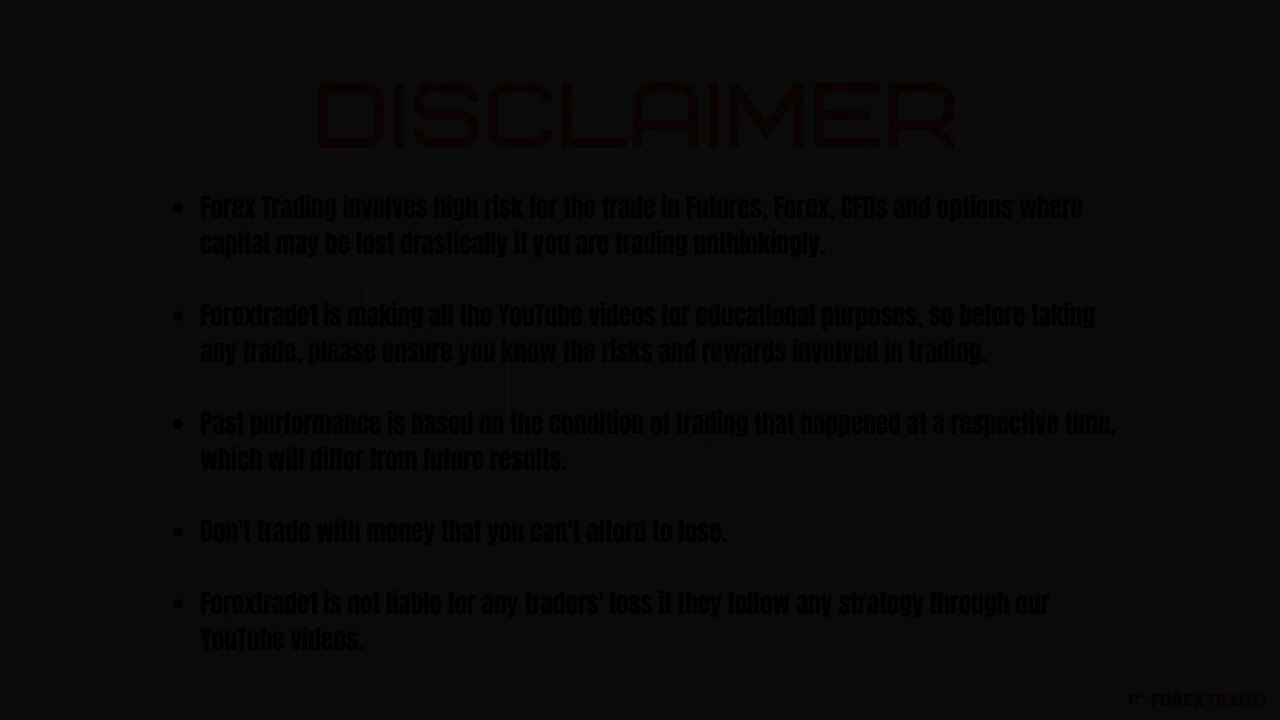 DISCLAIMER
• Forex Trading involves high risk for the trade in Futures, Forex, CFDs and options where
capital may be lost drastically if you are trading unthinkingly.
• Forextrade1 is making all the YouTube videos for educational purposes, so before taking
any trade, please ensure you know the risks and rewards involved in trading.
• Past performance is based on the condition of trading that happened at a respective time,
which will differ from future results.
• Don't trade with money that you can't afford to lose.
• Forextrade1 is not liable for any traders' loss if they follow any strategy through our
YouTube videos.
FOREXTRADE1